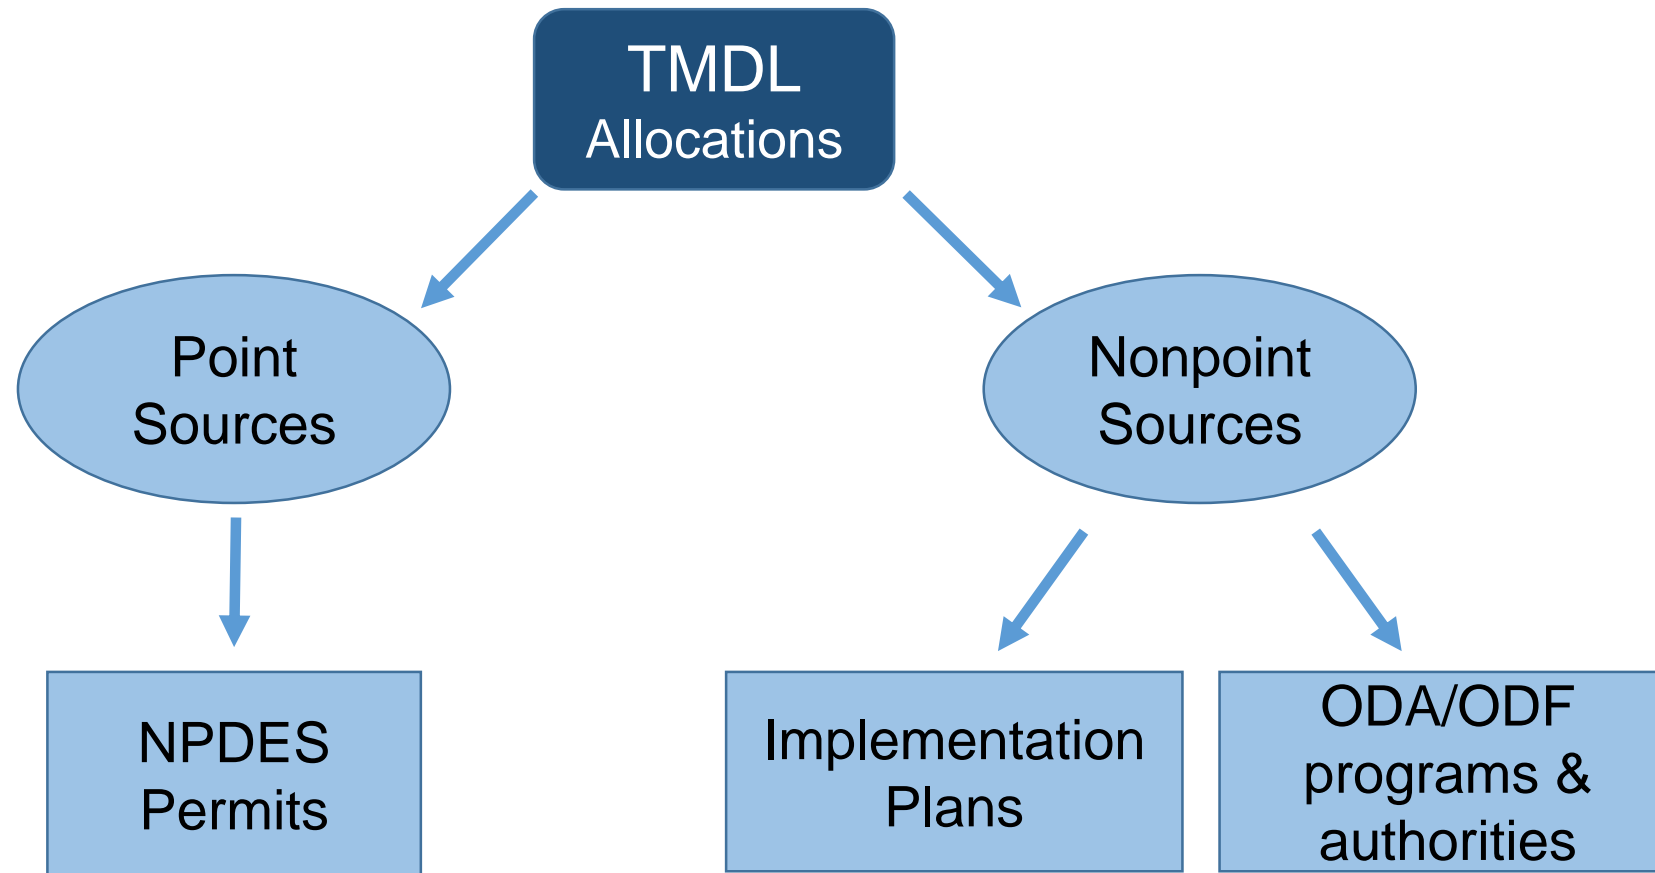 TMDL
Allocations
Point
Sources
Nonpoint
Sources
NPDES
Permits
Implementation
Plans
ODA/ODF
programs &
authorities